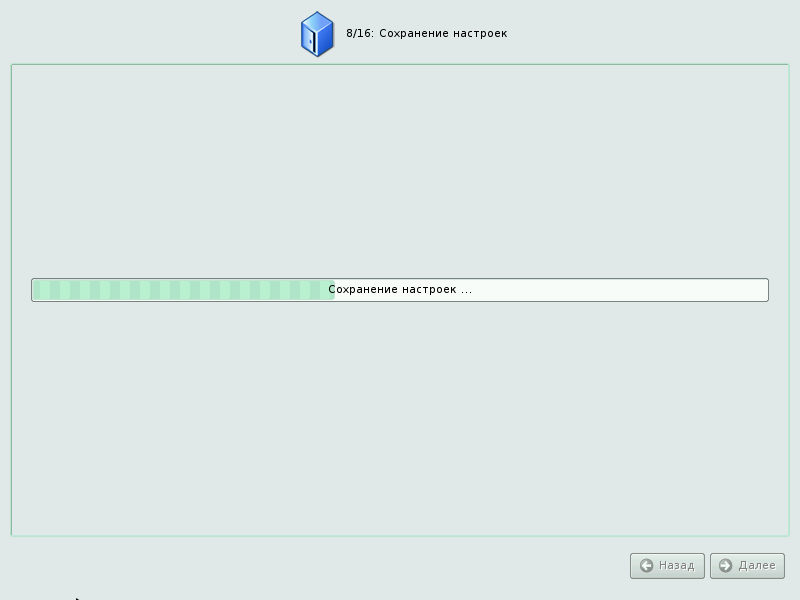 8/16: Сохранение настроек
Сохранение настроек ...
Назад
Далее